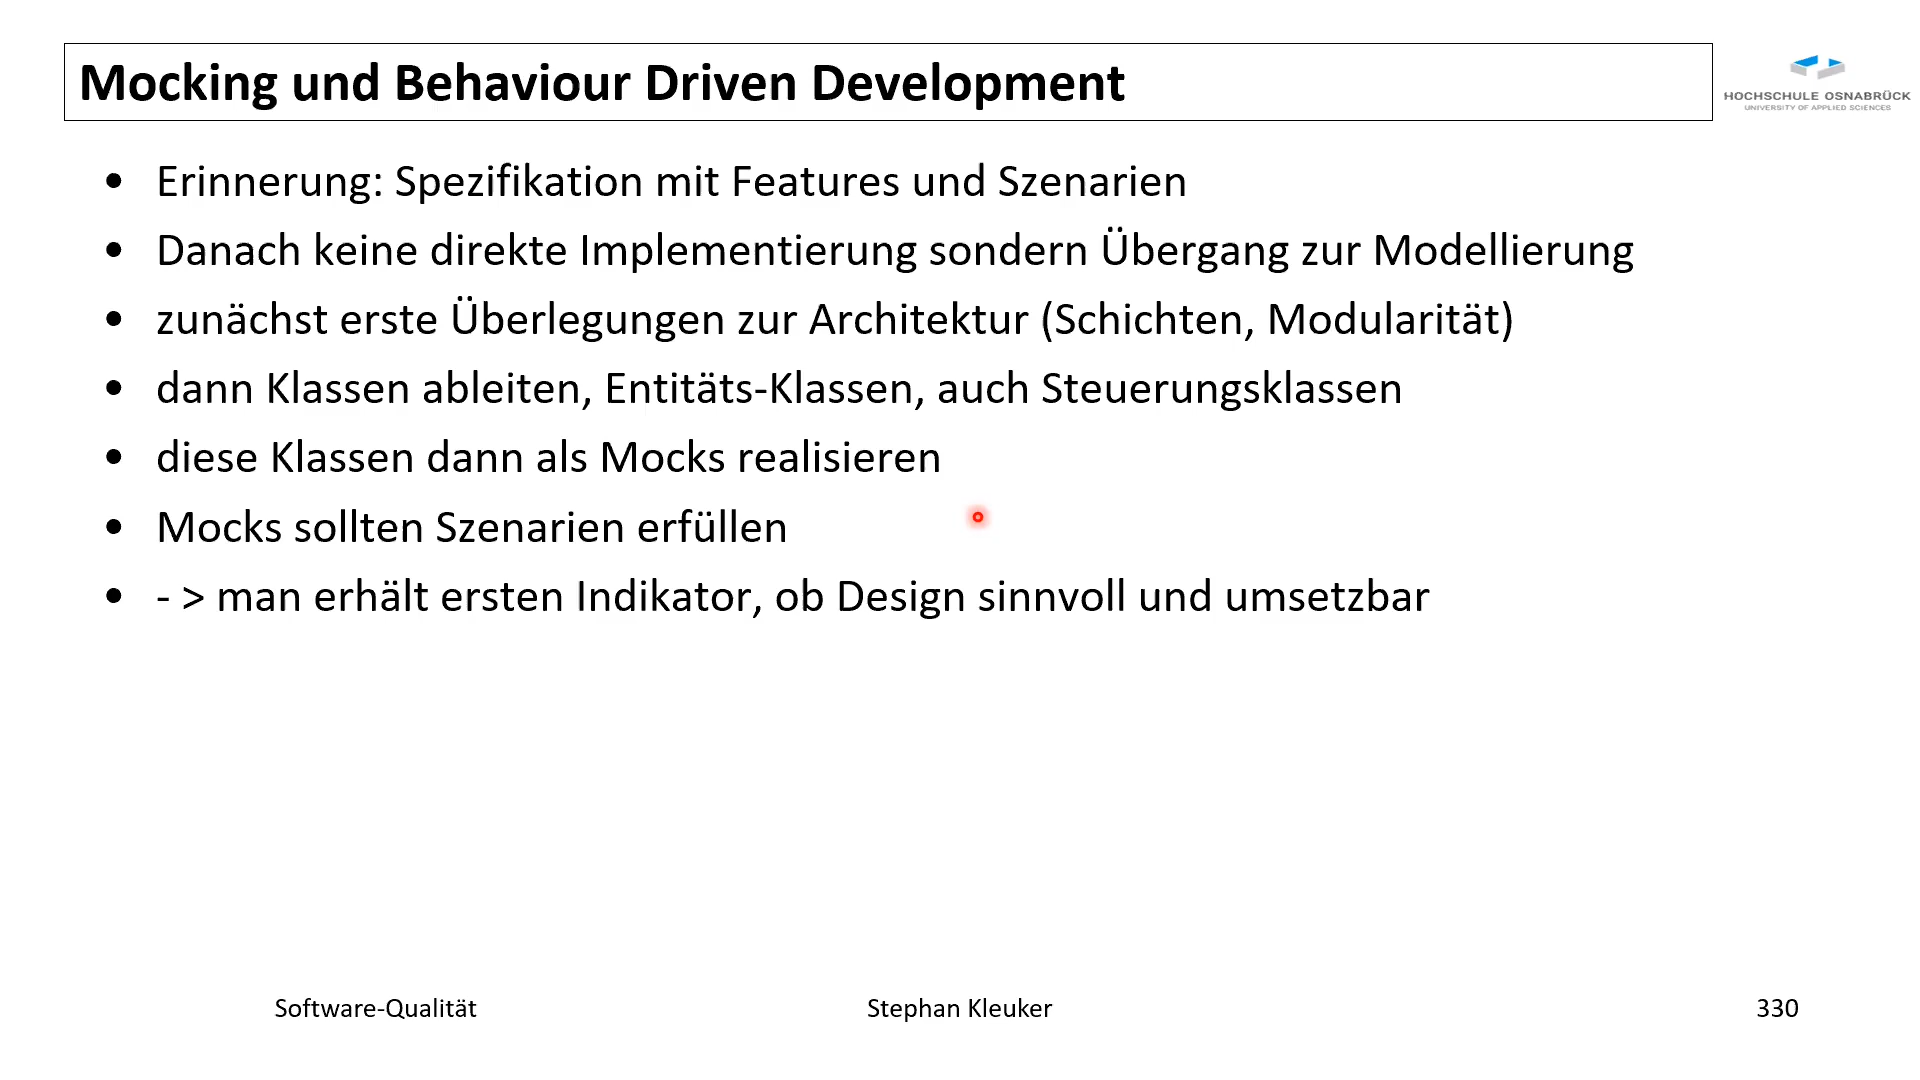 Mocking und Behaviour Driven Development
HOCHSCHULE OSNABRÜCK
UNIVERSITY OF APPLIED SCIENCES
• Erinnerung: Spezifikation mit Features und Szenarien
• Danach keine direkte Implementierung sondern Übergang zur Modellierung
• zunächst erste Überlegungen zur Architektur (Schichten, Modularität)
• dann Klassen ableiten, Entitäts-Klassen, auch Steuerungsklassen
• diese Klassen dann als Mocks realisieren
• Mocks sollten Szenarien erfüllen
• - > man erhält ersten Indikator, ob Design sinnvoll und umsetzbar
Software-Qualität
Stephan Kleuker
330